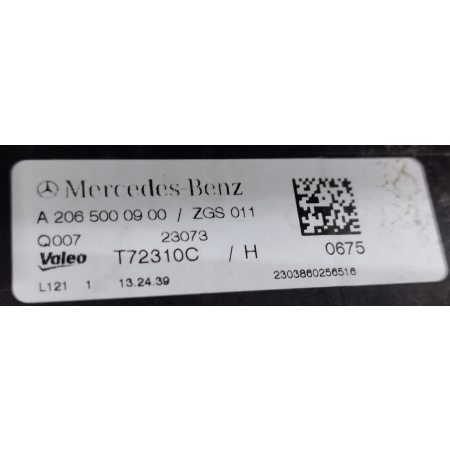 Mercedes-Benz
A 206 500 09 00 / ZGS 011
Q007 23073
Valeo T72310C / H 0675
L121 1 13.24.39 2303860256516